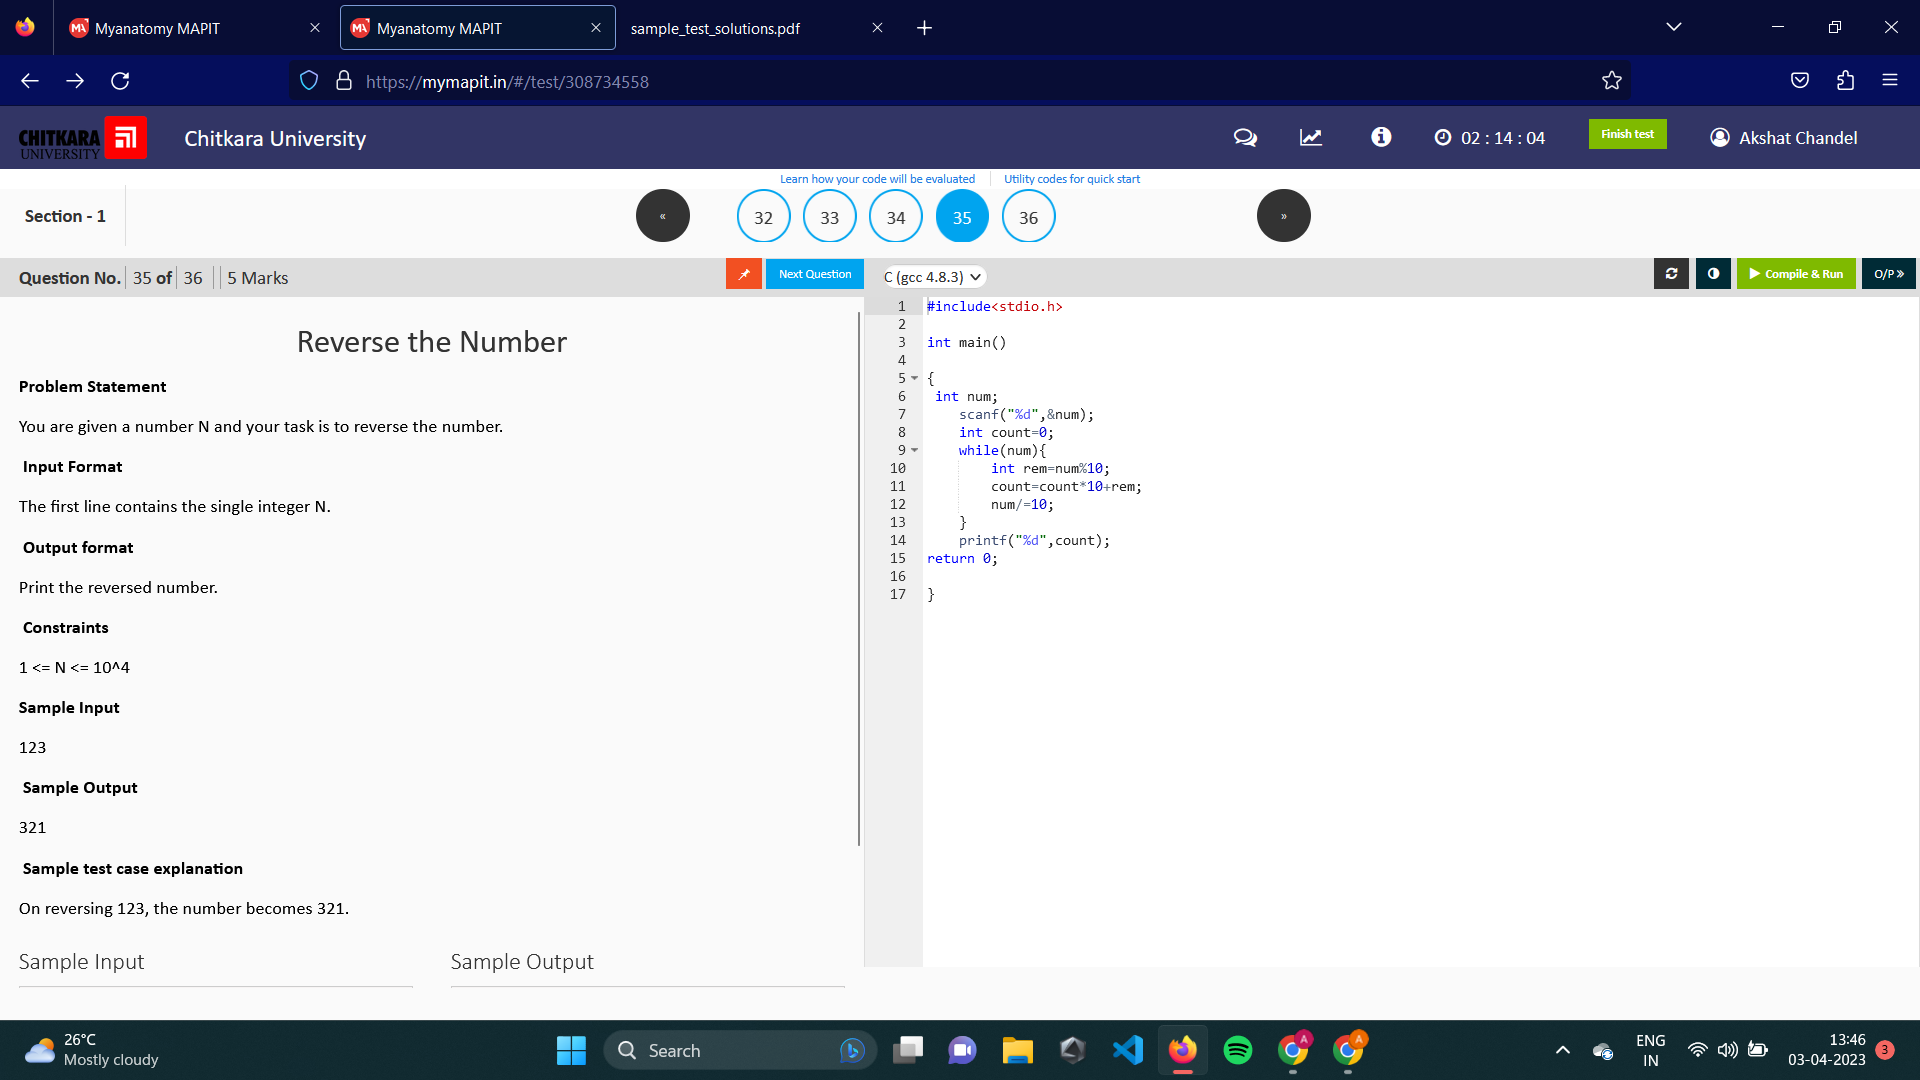 Myanatomy MAPIT
Myanatomy MAPIT
sample_test_solutions.pdf
https://mymapit.in/#/test/308734558
CHITKARA
UNIVERSITY
Chitkara University
02 : 14 : 04
Finish test
Akshat Chandel
Learn how your code will be evaluated
Utility codes for quick start
Section - 1
«
32
33
34
35
36
»
Question No.
35 of
36
5 Marks
Next Question
C (gcc 4.8.3)
Compile & Run
O/P »
Reverse the Number
Problem Statement
You are given a number N and your task is to reverse the number.
Input Format
The first line contains the single integer N.
Output format
Print the reversed number.
Constraints
1 <= N <= 10^4
Sample Input
123
Sample Output
321
Sample test case explanation
On reversing 123, the number becomes 321.
Sample Input
Sample Output
1 #include<stdio.h>
2
3 int main()
4
5 {
6 int num;
7 scanf("%d",&num);
8 int count=0;
9 while(num){
10 int rem=num%10;
11 count=count*10+rem;
12 num/=10;
13 }
14 printf("%d",count);
15 return 0;
16
17 }
26°C
Mostly cloudy
Search
A
A
ENG
IN
13:46
03-04-2023
3